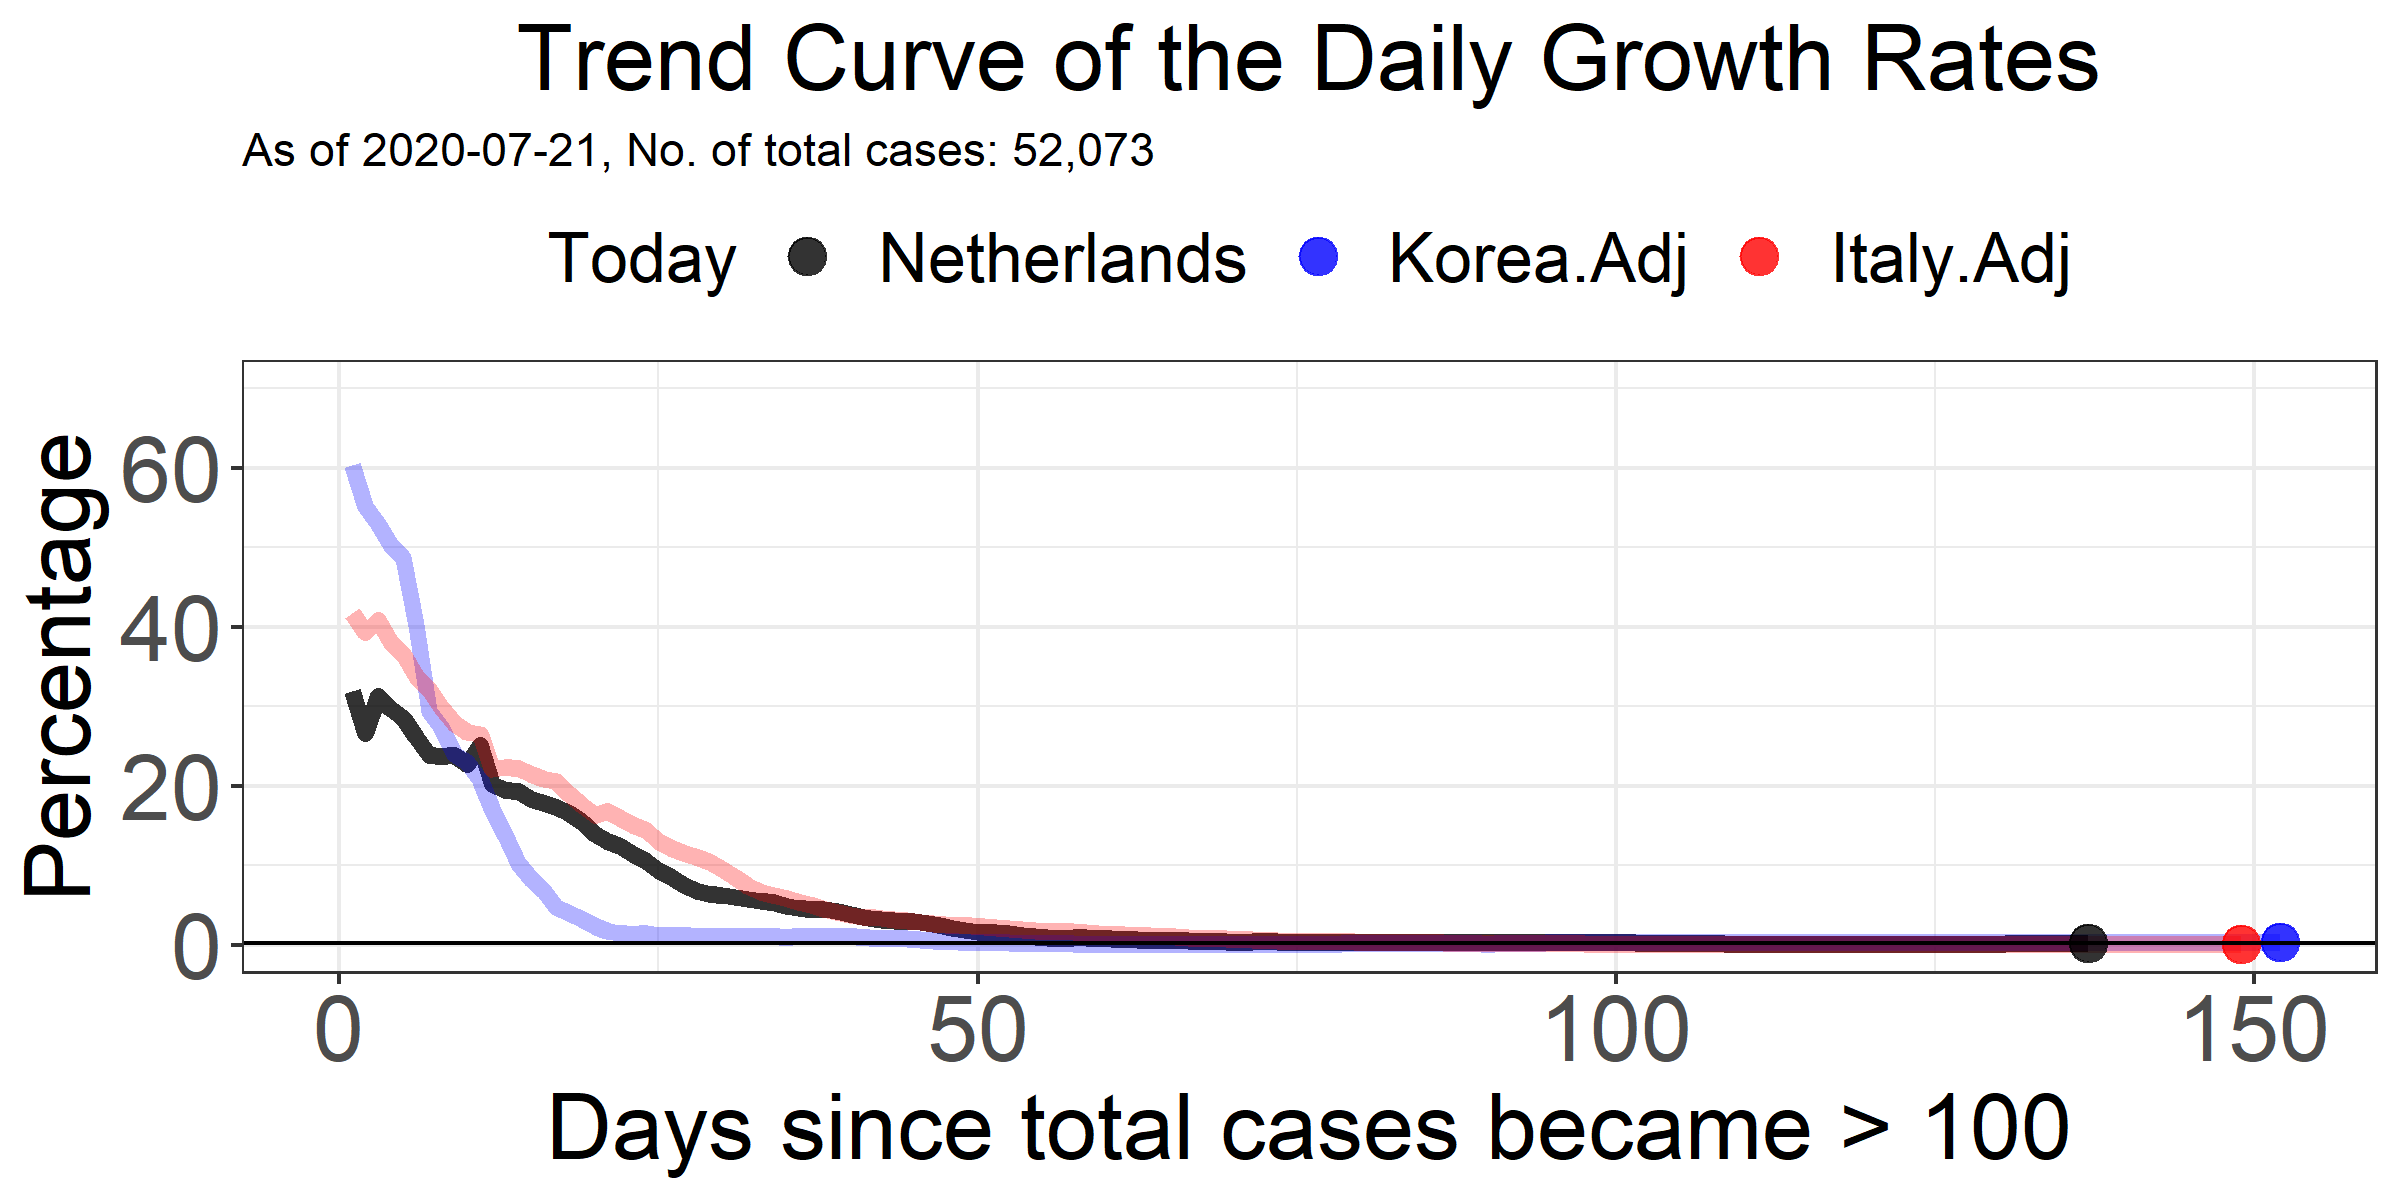 Trend Curve of the Daily Growth Rates
As of 2020-07-21, No. of total cases: 52,073
Today Netherlands Korea.Adj Italy.Adj
Percentage
60
40
20
0
0 50 100 150
Days since total cases became > 100